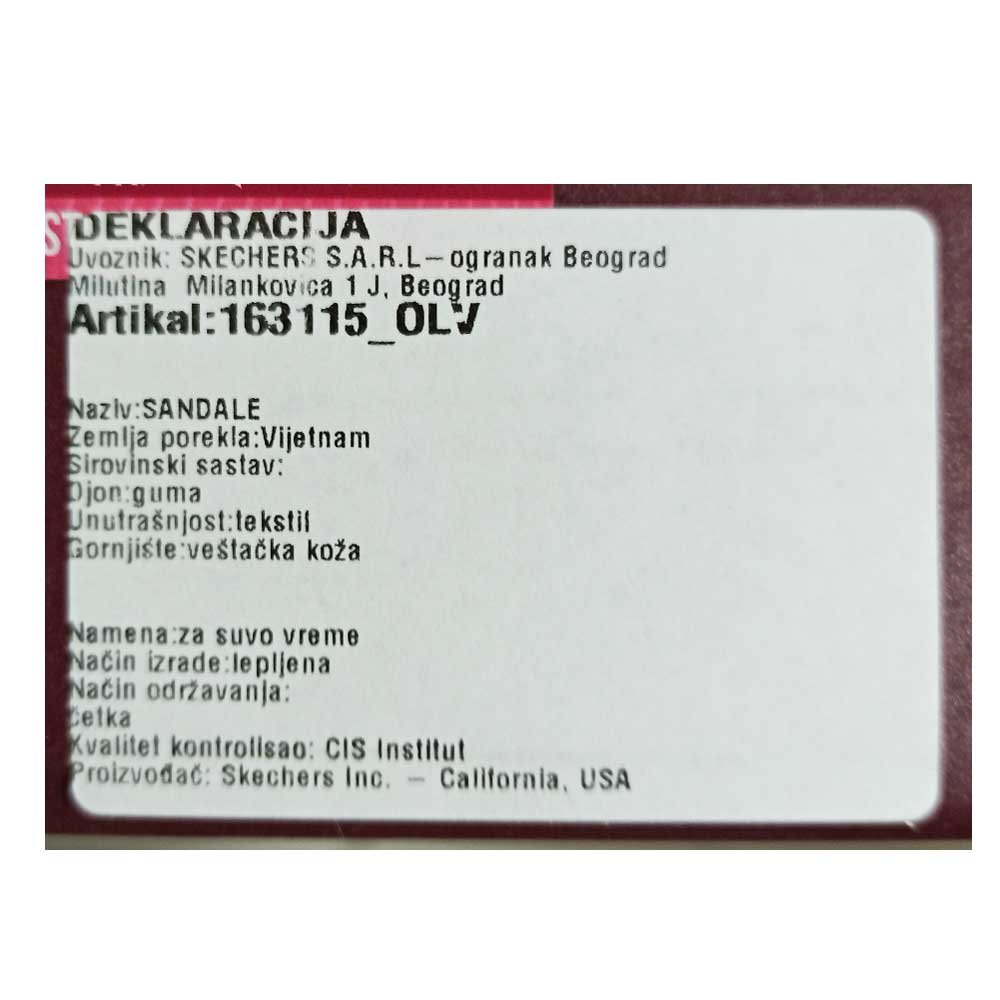 DEKLARACIJA
Uvoznik: SKECHERS S.A.R.L-ogranak Beograd
Milutina Milankovica 1 J, Beograd
Artikal:163115_OLV
Naziv:SANDALE
Zemlja porekla:Vijetnam
Sirovinski sastav:
Djon:guma
Unutrašnjost:tekstil
Gornjište:veštačka koža
Namena:za suvo vreme
Način izrade:lepljena
Način održavanja:
četka
Kvalitet kontrolisao: CIS Institut
Proizvođač: Skechers Inc. - California, USA